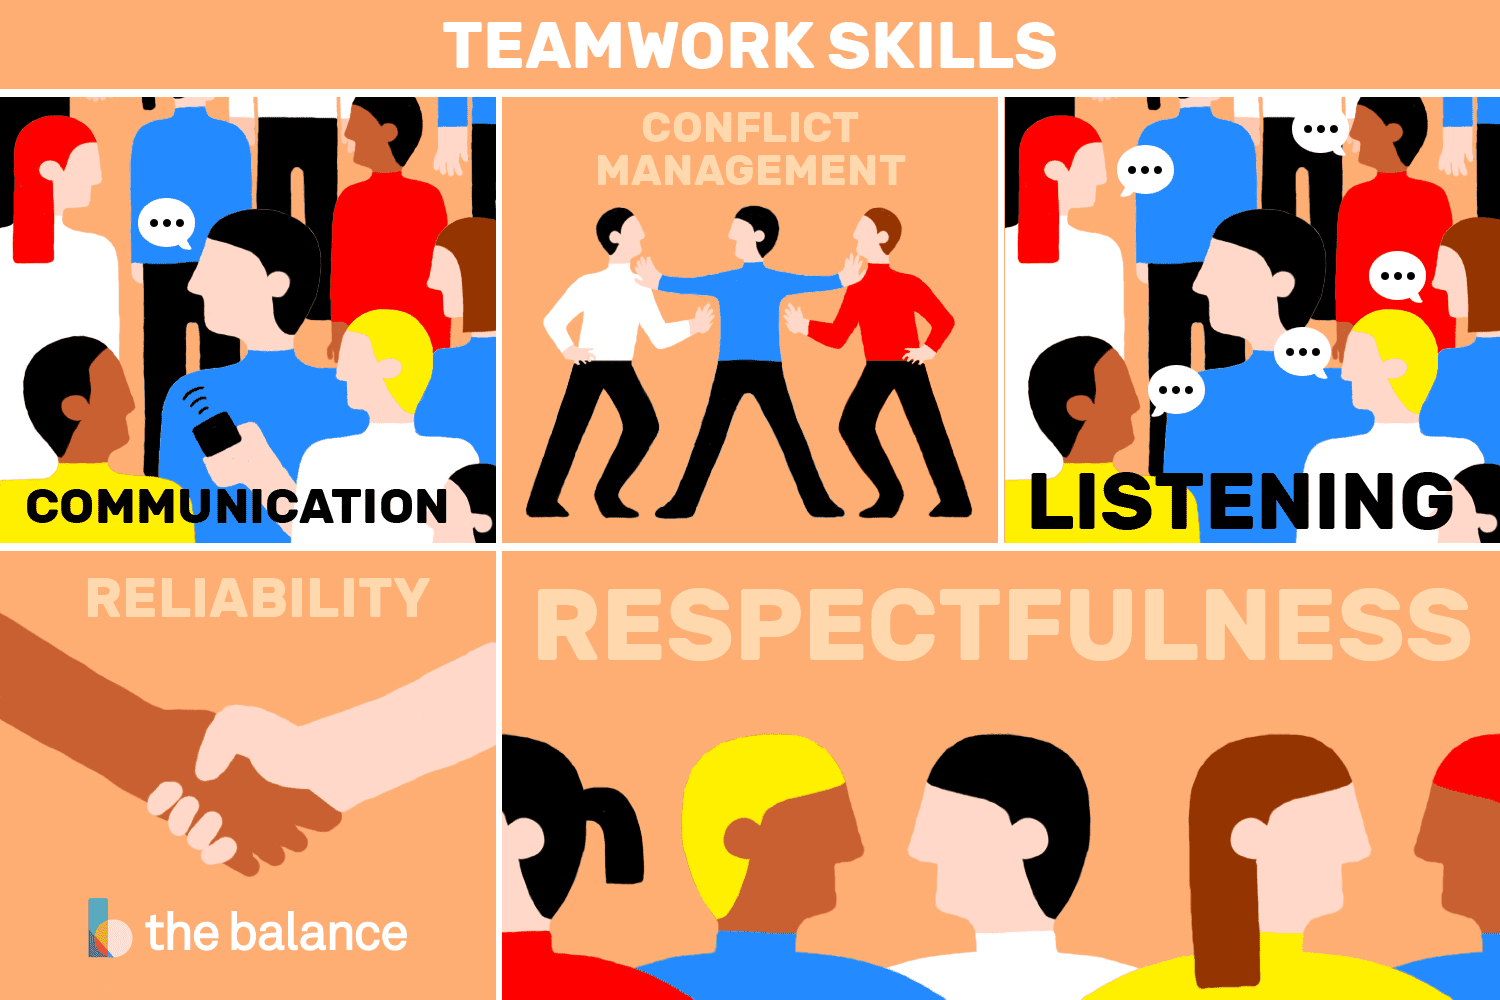 TEAMWORK SKILLS
COMMUNICATION
CONFLICT
MANAGEMENT
LISTENING
RELIABILITY
RESPECTFULNESS
the balance